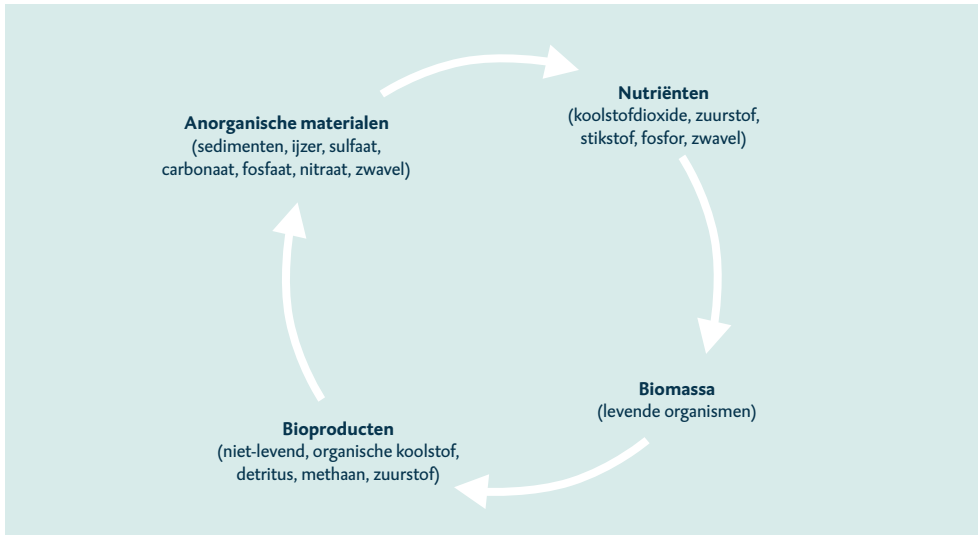 Nutriënten
(koolstofdioxide, zuurstof,
stikstof, fosfor, zwavel)
Anorganische materialen
(sedimenten, ijzer, sulfaat,
carbonaat, fosfaat, nitraat, zwavel)
Biomassa
(levende organismen)
Bioproducten
(niet-levend, organische koolstof,
detritus, methaan, zuurstof)